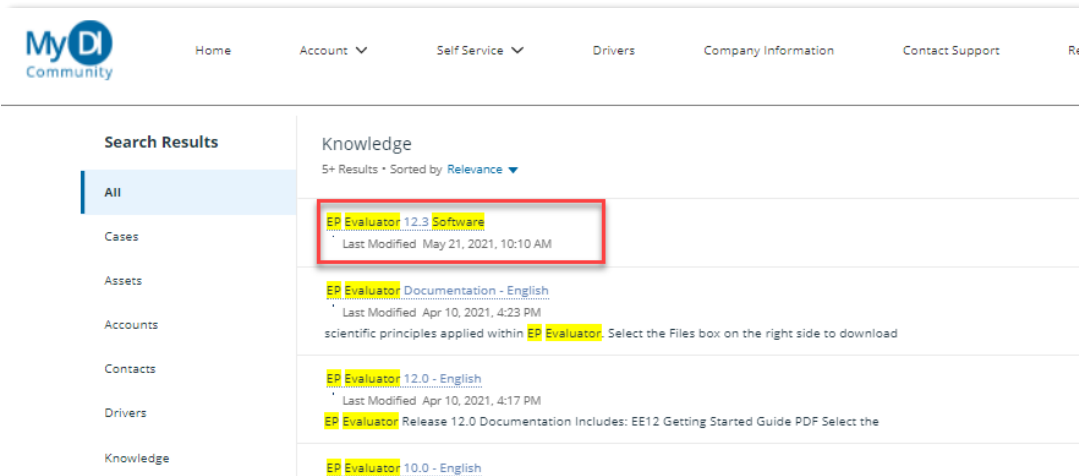 My DI
Community
Home Account Self Service Drivers Company Information Contact Support Re
Search Results
All
Cases
Assets
Accounts
Contacts
Drivers
Knowledge
Knowledge
5+ Results • Sorted by Relevance
EP Evaluator 12.3 Software
Last Modified May 21, 2021, 10:10 AM
EP Evaluator Documentation - English
Last Modified Apr 10, 2021, 4:23 PM
scientific principles applied within EP Evaluator. Select the Files box on the right side to download
EP Evaluator 12.0 - English
Last Modified Apr 10, 2021, 4:17 PM
EP Evaluator Release 12.0 Documentation Includes: EE12 Getting Started Guide PDF Select the
EP Evaluator 10.0 - English